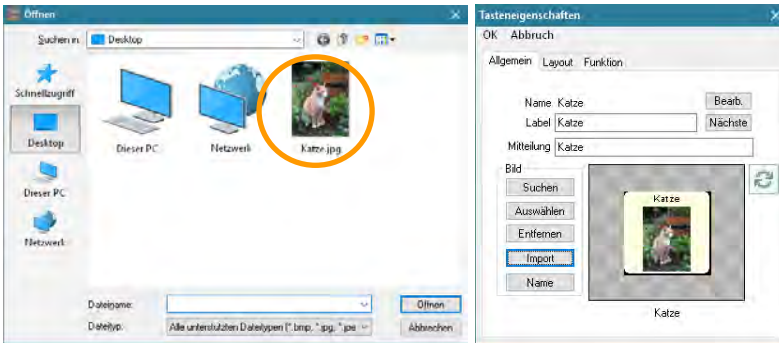 Öffnen
Suchen in:
Desktop
Schnellzugriff
Desktop
Dieser PC
Netzwerk
Dieser PC
Netzwerk
Katze.jpg
Dateiname:
Öffnen
Dateityp:
Alle unterstützten Dateitypen (*.bmp, *.jpg, *.jpe
Abbrechen
Tasteneigenschaften
OK Abbruch
Allgemein Layout Funktion
Name Katze
Bearb.
Label Katze
Nächste
Mitteilung Katze
Bild
Suchen
Auswählen
Entfernen
Import
Name
Katze
Katze